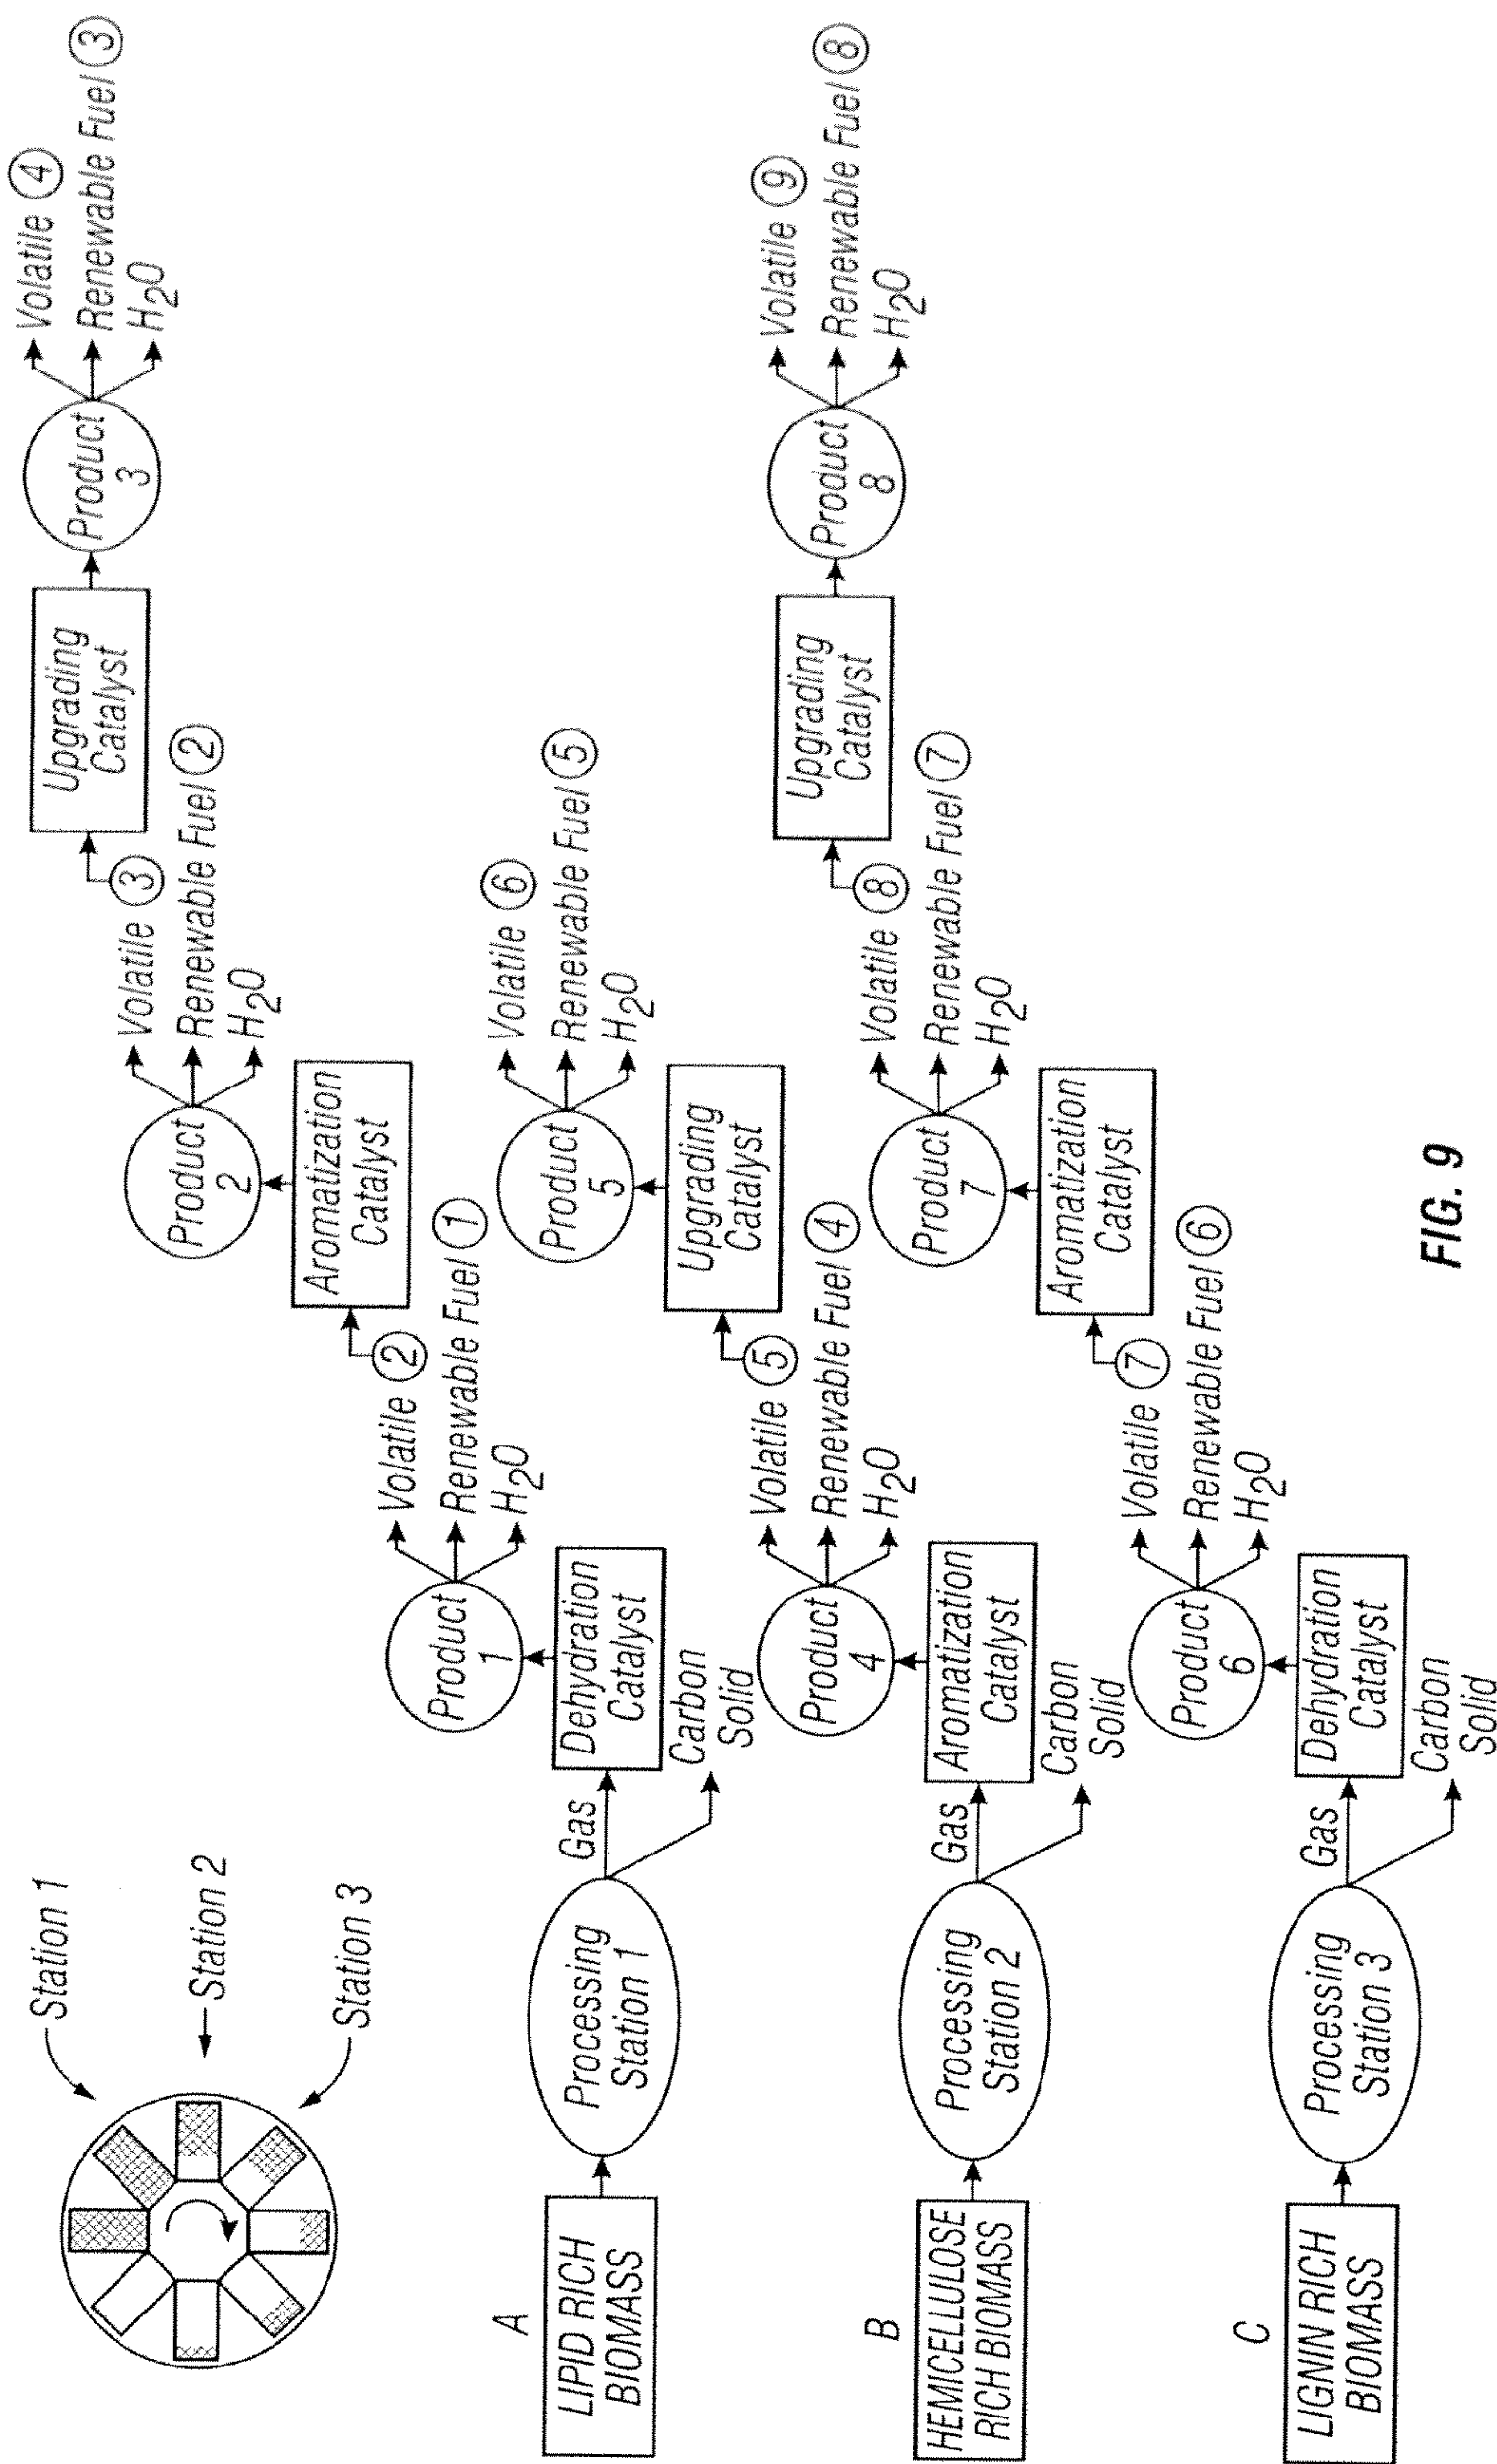 Station 1
Station 2
Station 3
A
LIPID RICH
BIOMASS
Processing
Station 1
Gas
Carbon
Solid
Dehydration
Catalyst
Product
1
Volatile 2
Renewable Fuel 1
H2O
Aromatization
Catalyst
Product
2
Volatile 3
Renewable Fuel 2
H2O
Upgrading
Catalyst
Product
3
Volatile 4
Renewable Fuel 3
H2O
B
HEMICELLULOSE
RICH BIOMASS
Processing
Station 2
Gas
Carbon
Solid
Aromatization
Catalyst
Product
4
Volatile 5
Renewable Fuel 4
H2O
Upgrading
Catalyst
Product
5
Volatile 6
Renewable Fuel 5
H2O
C
LIGNIN RICH
BIOMASS
Processing
Station 3
Gas
Carbon
Solid
Dehydration
Catalyst
Product
6
Volatile 7
Renewable Fuel 6
H2O
Aromatization
Catalyst
Product
7
Volatile 8
Renewable Fuel 7
H2O
Upgrading
Catalyst
Product
8
Volatile 9
Renewable Fuel 8
H2O
FIG. 9